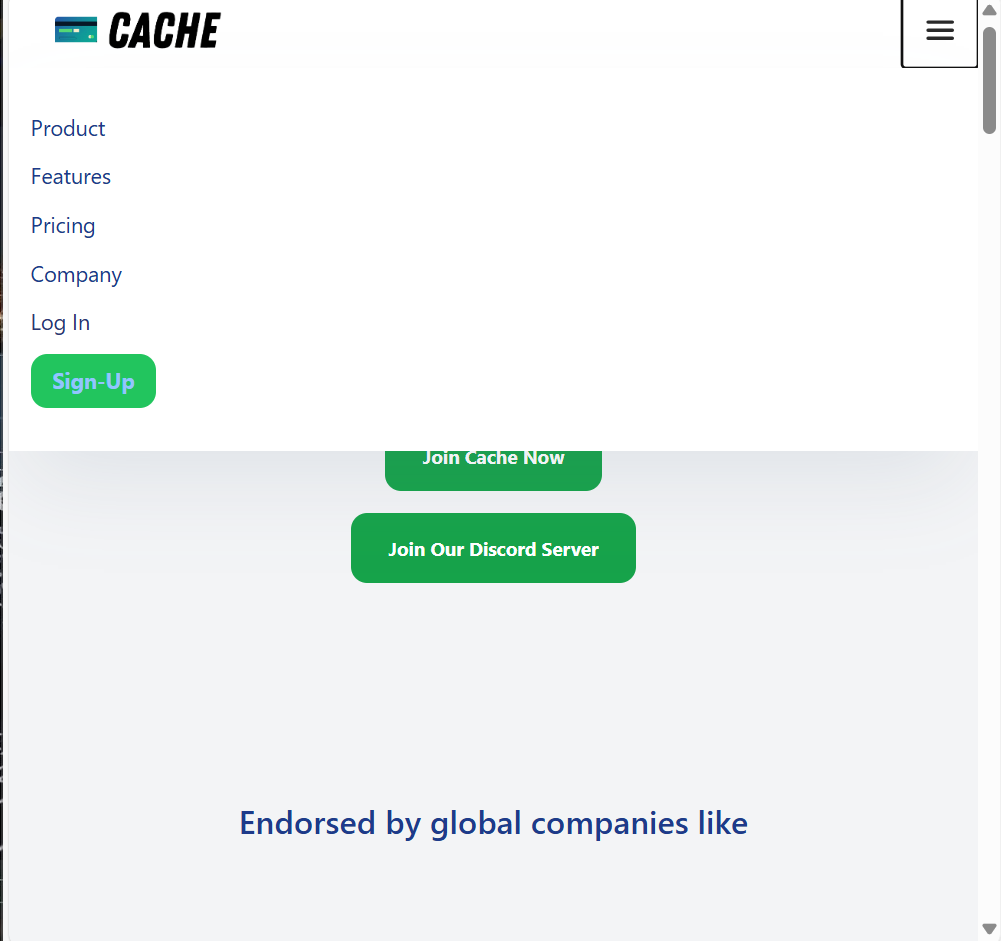 CACHE
Product
Features
Pricing
Company
Log In
Sign-Up
Join Cache Now
Join Our Discord Server
Endorsed by global companies like